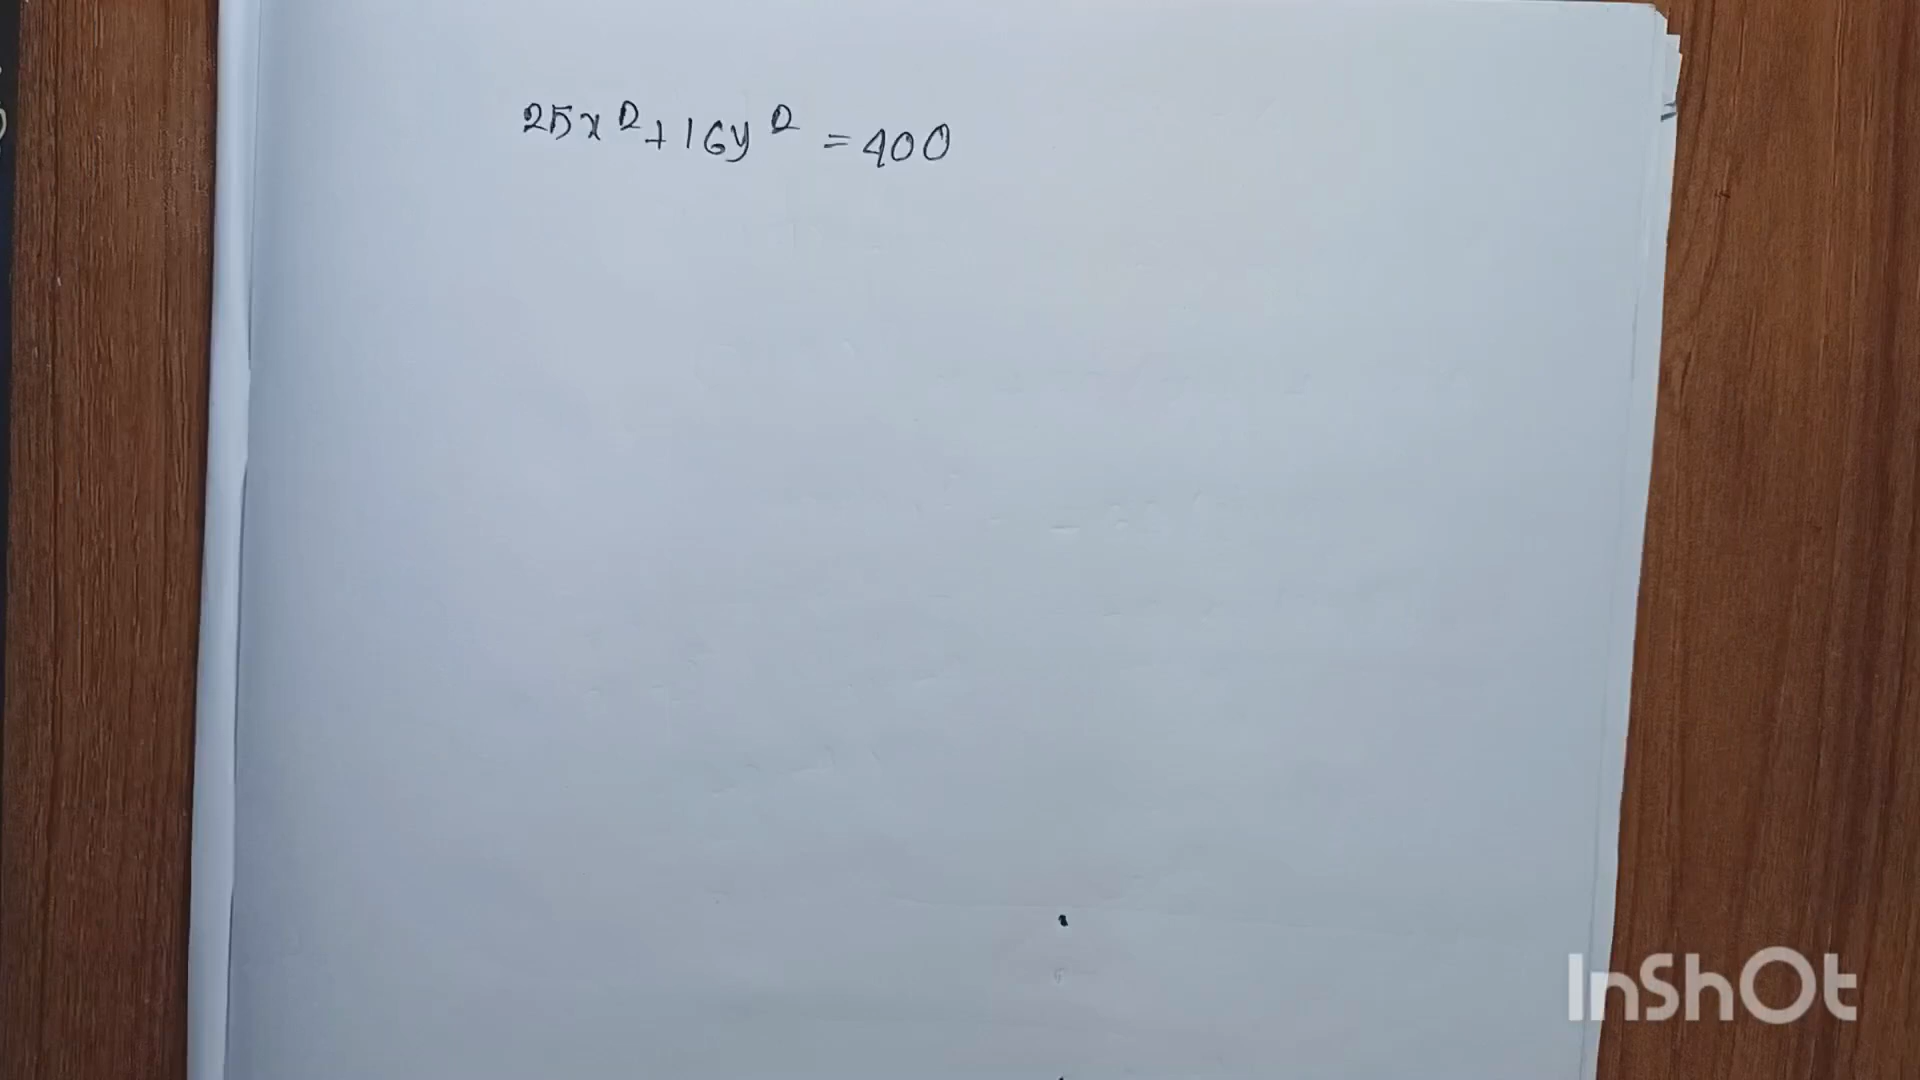 25x² + 16y² = 400
InShOt